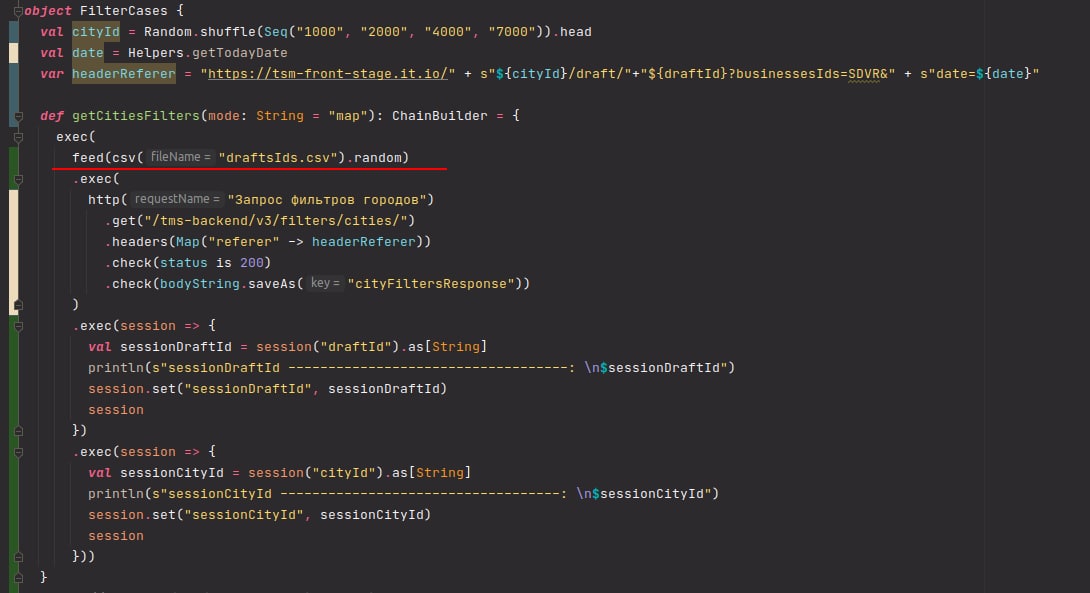 object FilterCases {
val cityId = Random.shuffle(Seq("1000", "2000", "4000", "7000")).head
val date = Helpers.getTodayDate
var headerReferer = "https://tsm-front-stage.it.io/" + s"${cityId}/draft/"+"${draftId}?businessesIds=SDVR&" + s"date=${date}"
def getCitiesFilters(mode: String = "map"): ChainBuilder = {
exec(
feed(csv( fileName = "draftsIds.csv").random)
.exec(
http( requestName = "Запрос фильтров городов")
.get("/tms-backend/v3/filters/cities/")
.headers(Map("referer" -> headerReferer))
.check(status is 200)
.check(bodyString.saveAs( key = "cityFiltersResponse"))
)
.exec(session => {
val sessionDraftId = session("draftId").as[String]
println(s"sessionDraftId -----------------------------------: \n$sessionDraftId")
session.set("sessionDraftId", sessionDraftId)
session
})
.exec(session => {
val sessionCityId = session("cityId").as[String]
println(s"sessionCityId -----------------------------------: \n$sessionCityId")
session.set("sessionCityId", sessionCityId)
session
}))
}